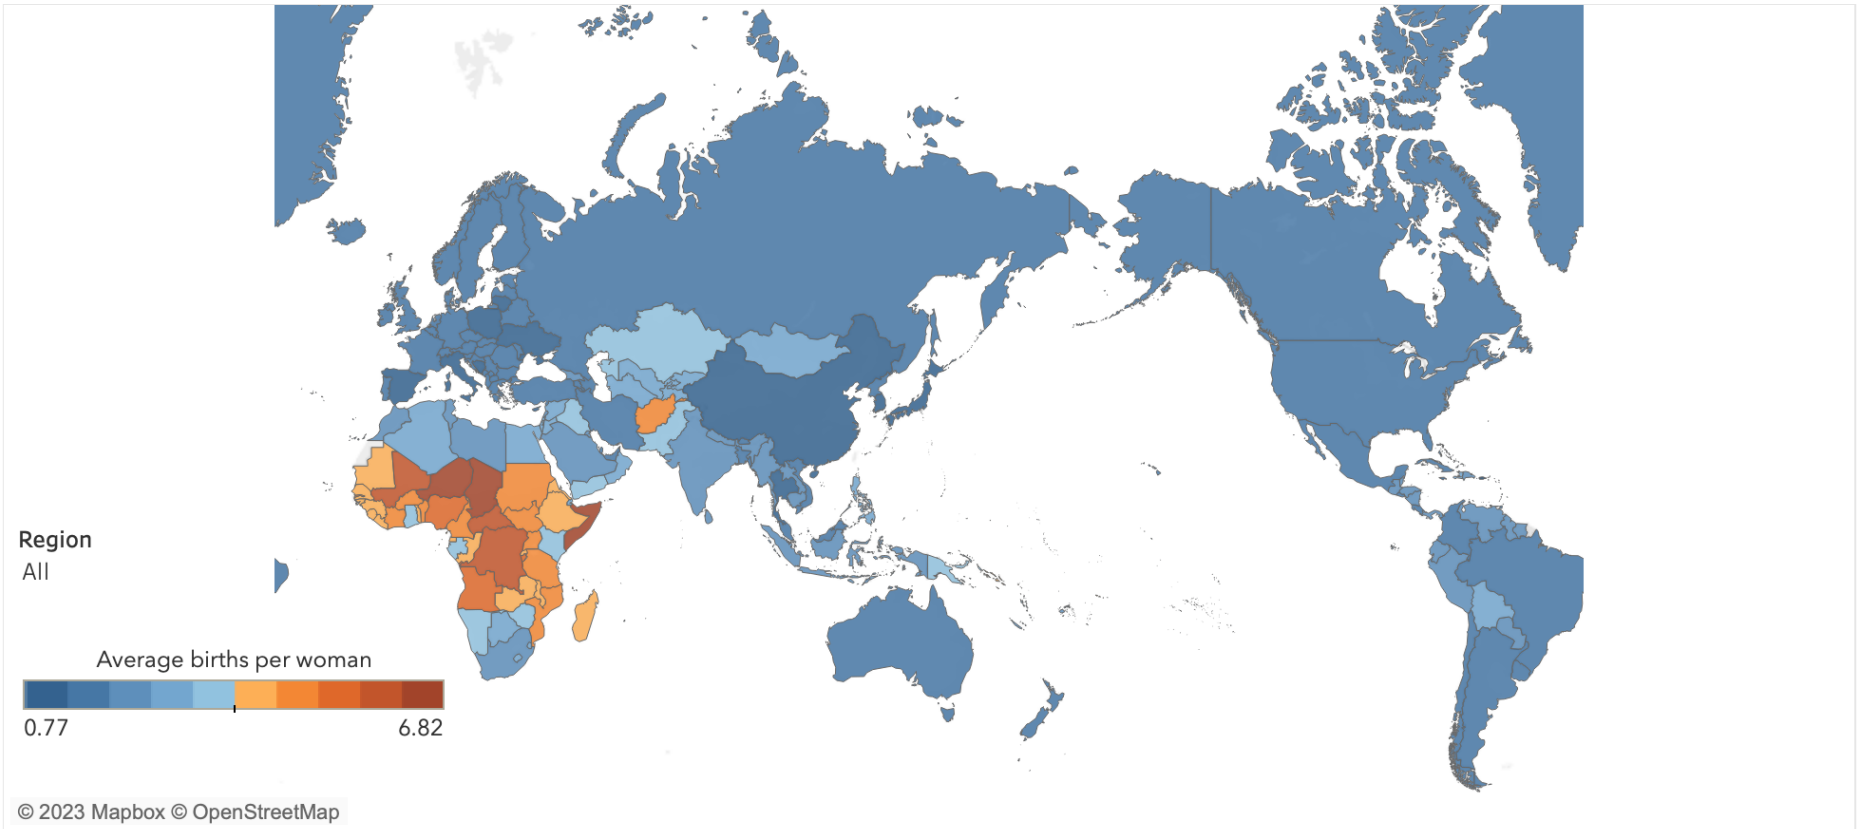 Region
All
Average births per woman
0.77
6.82
© 2023 Mapbox © OpenStreetMap